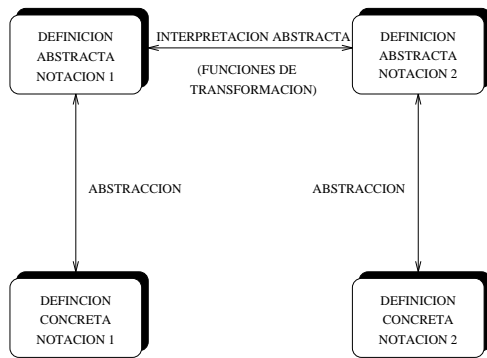 DEFINICION
ABSTRACTA
NOTACION 1
INTERPRETACION ABSTRACTA
(FUNCIONES DE
TRANSFORMACION)
DEFINICION
ABSTRACTA
NOTACION 2
ABSTRACCION
ABSTRACCION
DEFINCION
CONCRETA
NOTACION 1
DEFINICION
CONCRETA
NOTACION 2